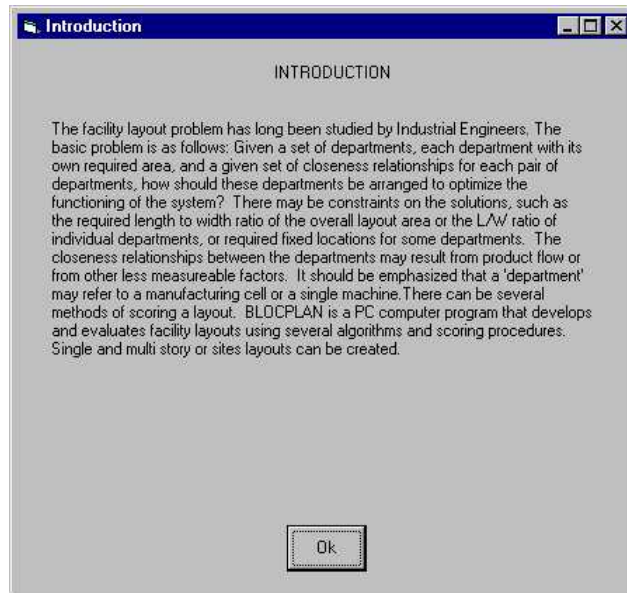 Introduction
INTRODUCTION
The facility layout problem has long been studied by Industrial Engineers. The
basic problem is as follows: Given a set of departments, each department with its
own required area, and a given set of closeness relationships for each pair of
departments, how should these departments be arranged to optimize the
functioning of the system?  There may be constraints on the solutions, such as
the required length to width ratio of the overall layout area or the L/W ratio of
individual departments, or required fixed locations for some departments.  The
closeness relationships between the departments may result from product flow or
from other less measureable factors.  It should be emphasized that a 'department'
may refer to a manufacturing cell or a single machine.There can be several
methods of scoring a layout.  BLOCPLAN is a PC computer program that develops
and evaluates facility layouts using several algorithms and scoring procedures.
Single and multi story or sites layouts can be created.
Ok